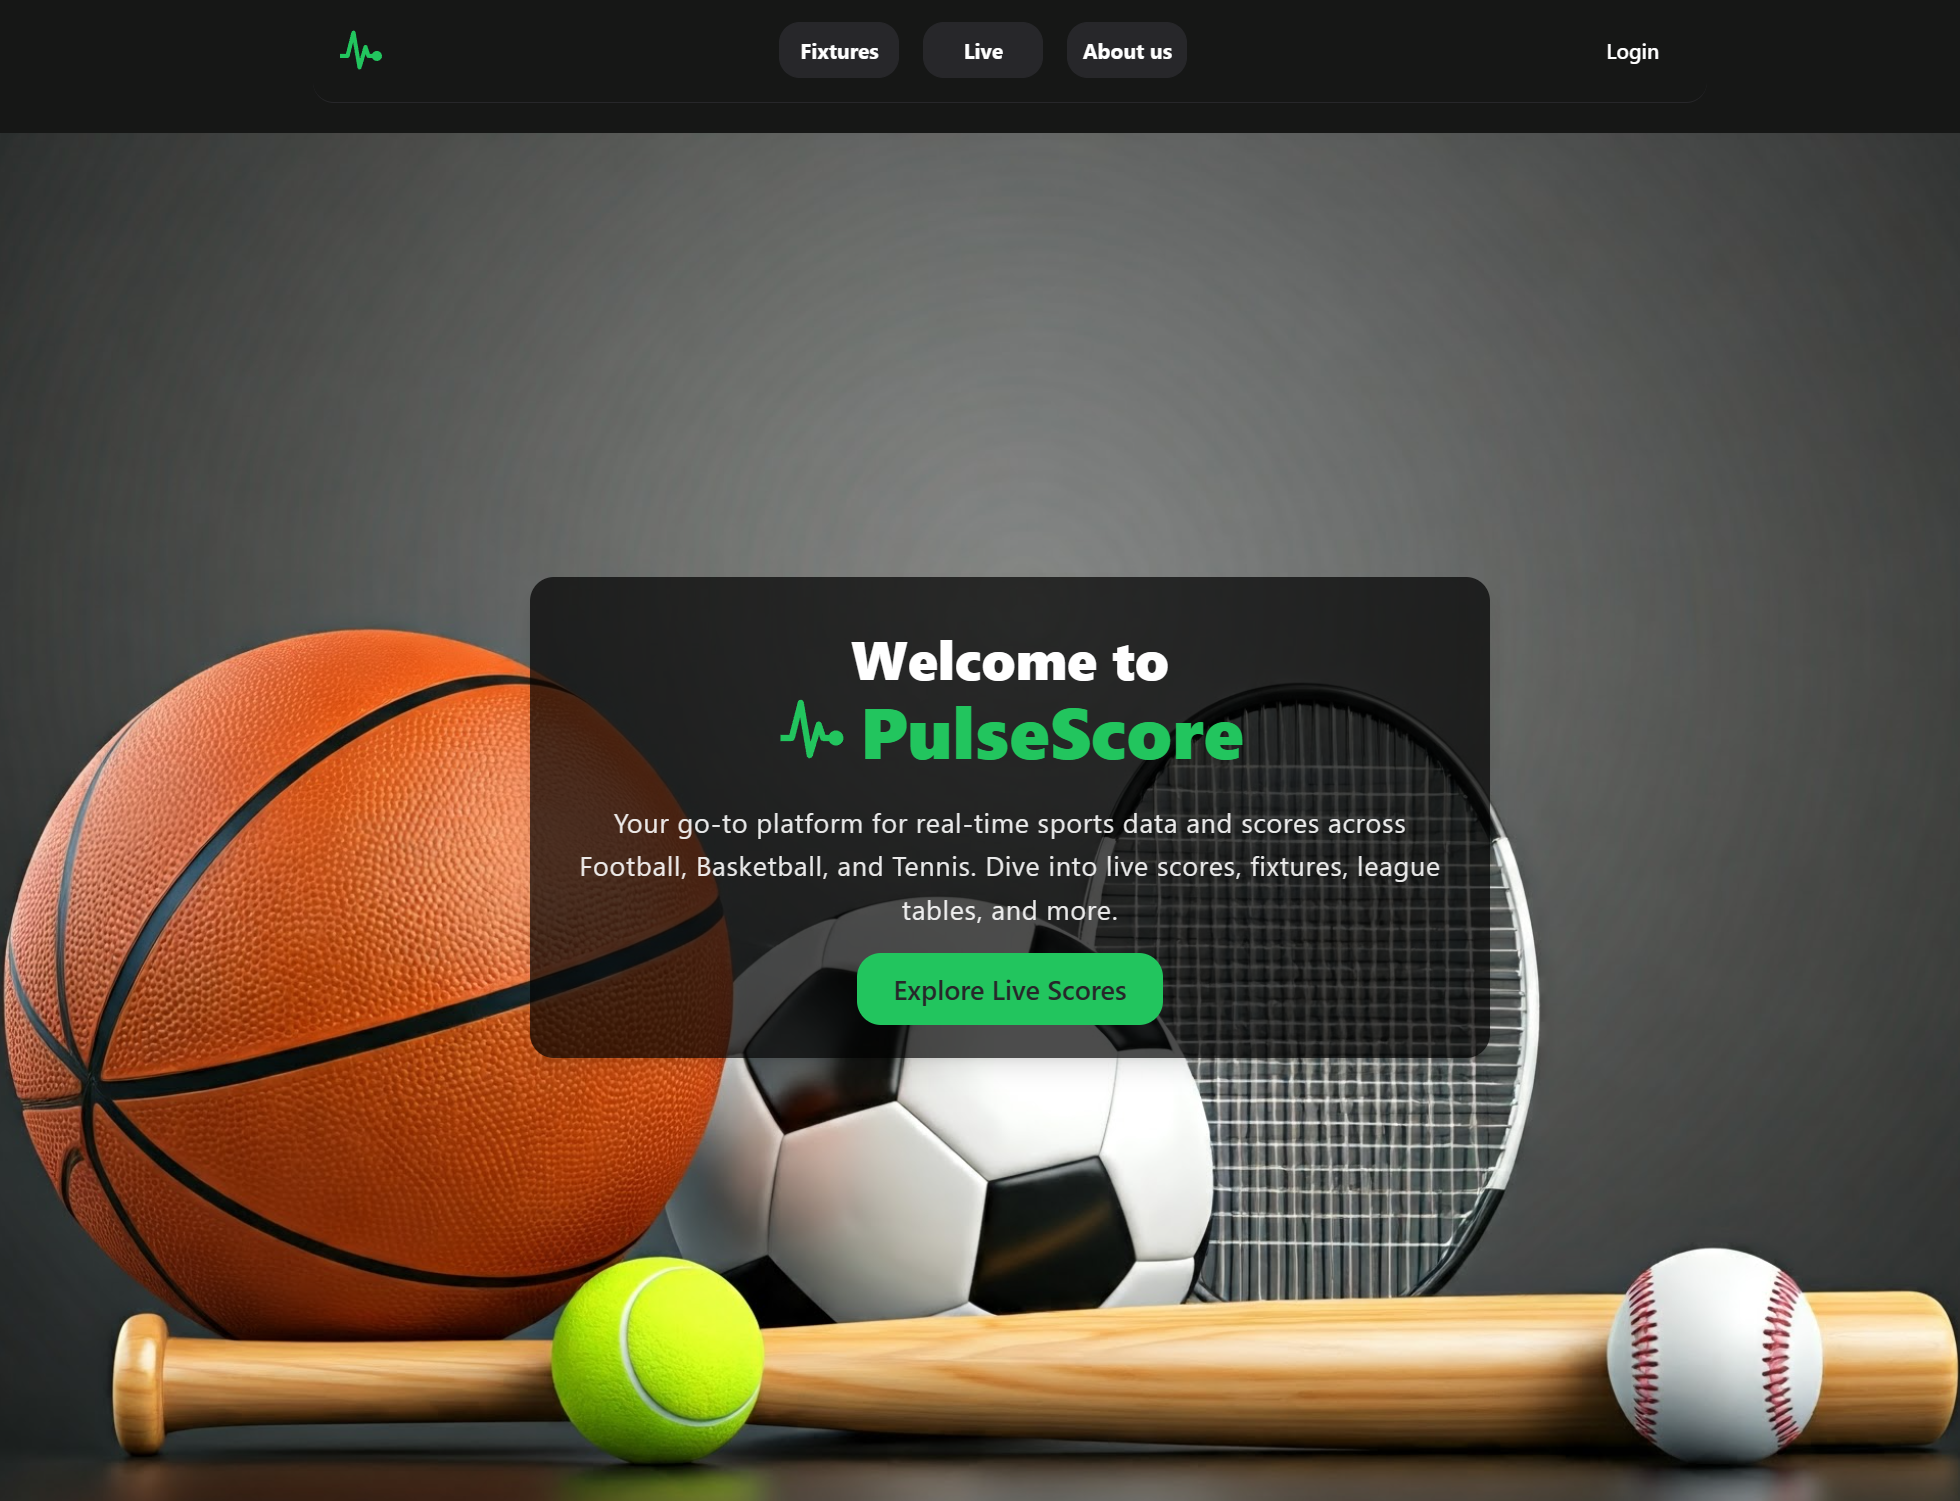 Fixtures
Live
About us
Login
Welcome to
PulseScore
Your go-to platform for real-time sports data and scores across
Football, Basketball, and Tennis. Dive into live scores, fixtures, league
tables, and more.
Explore Live Scores